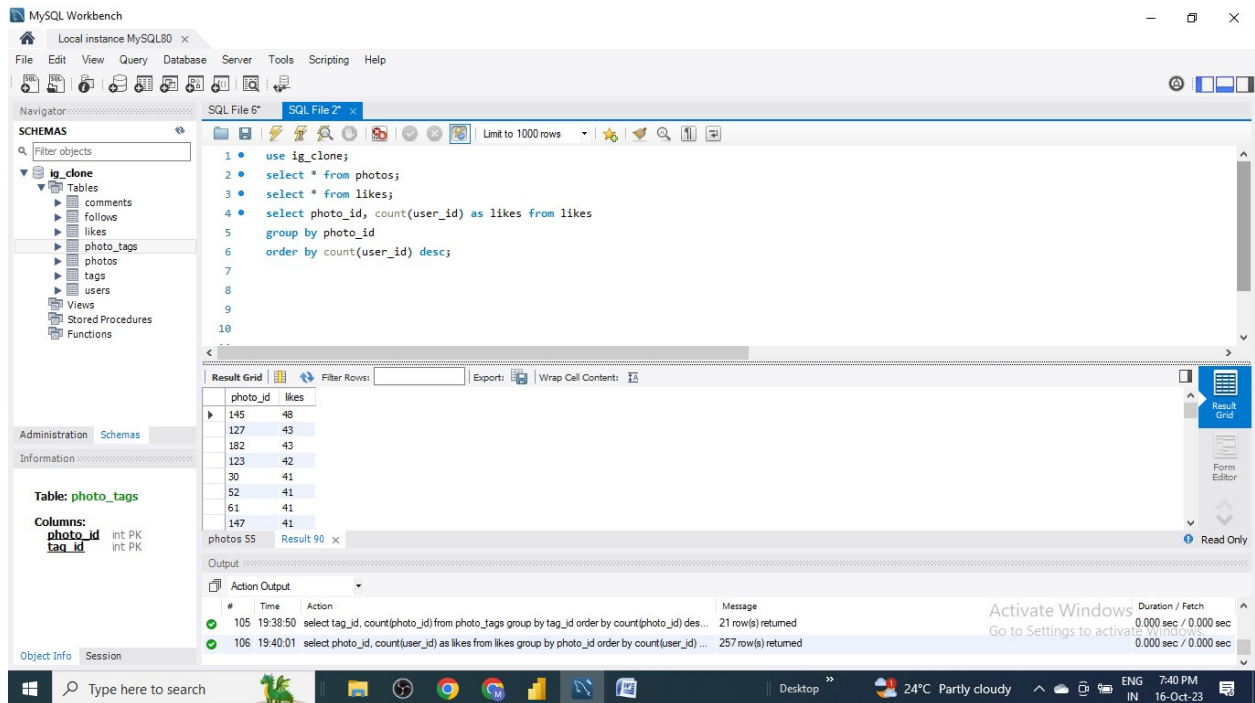 MySQL Workbench
Local instance MySQL80
File Edit View Query Database Server Tools Scripting Help
Navigator
SQL File 6* SQL File 2*
SCHEMAS
Limit to 1000 rows
Filter objects
ig_clone
Tables
comments
follows
likes
photo_tags
photos
tags
users
Views
Stored Procedures
Functions
1 use ig_clone;
2 select * from photos;
3 select * from likes;
4 select photo_id, count(user_id) as likes from likes
5 group by photo_id
6 order by count(user_id) desc;
7
8
9
10
Result Grid Filter Rows: Export: Wrap Cell Content:
photo_id likes
145 48
127 43
182 43
123 42
30 41
52 41
61 41
147 41
Result Grid
Form Editor
Administration Schemas
Information
Table: photo_tags
Columns:
photo_id int PK
tag_id int PK
photos 55 Result 90 Read Only
Output
Action Output
# Time Action Message Duration / Fetch
105 19:38:50 select tag_id, count(photo_id) from photo_tags group by tag_id order by count(photo_id) des... 21 row(s) returned 0.000 sec / 0.000 sec
106 19:40:01 select photo_id, count(user_id) as likes from likes group by photo_id order by count(user_id) ... 257 row(s) returned 0.000 sec / 0.000 sec
Activate Windows
Go to Settings to activate Windows.
Object Info Session
Type here to search
Desktop
24°C Partly cloudy
ENG
IN
7:40 PM
16-Oct-23